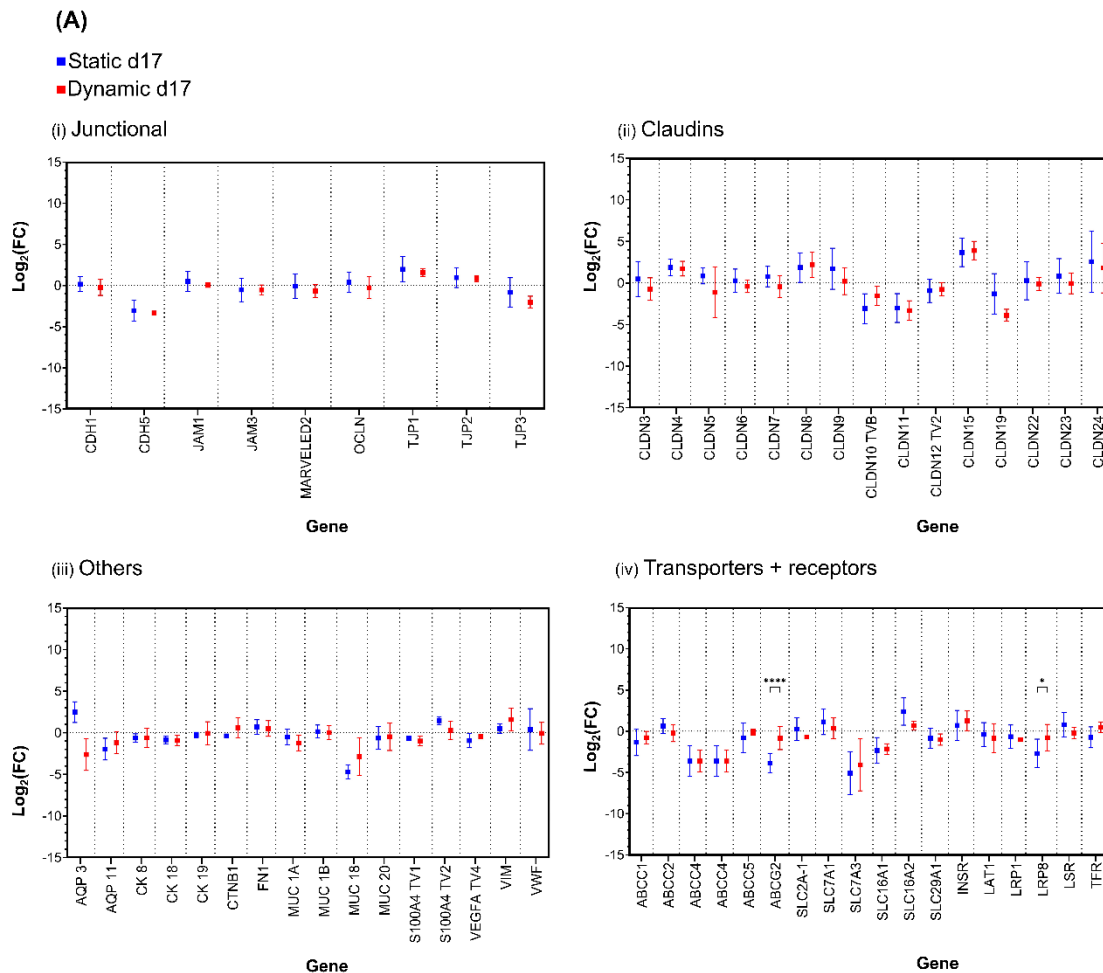 (A)
Static d17
Dynamic d17
(i) Junctional
15
10
5
0
-5
-10
-15
Log2(FC)
CDH1
CDH5
JAM1
JAM3
MARVELED2
OCLN
TJP1
TJP2
TJP3
Gene
(ii) Claudins
15
10
5
0
-5
-10
-15
Log2(FC)
CLDN3
CLDN4
CLDN5
CLDN6
CLDN7
CLDN8
CLDN9
CLDN10 TVB
CLDN11
CLDN12 TV2
CLDN15
CLDN19
CLDN22
CLDN23
CLDN24
Gene
(iii) Others
15
10
5
0
-5
-10
-15
Log2(FC)
AQP 3
AQP 11
CK 8
CK 18
CK 19
CTNB1
FN1
MUC 1A
MUC 1B
MUC 18
MUC 20
S100A4 TV1
S100A4 TV2
VEGFA TV4
VIM
VWF
Gene
(iv) Transporters + receptors
15
10
5
0
-5
-10
-15
Log2(FC)
****
*
ABCC1
ABCC2
ABCC4
ABCC4
ABCC5
ABCG2
SLC2A-1
SLC7A1
SLC7A3
SLC16A1
SLC16A2
SLC29A1
INSR
LAT1
LRP1
LRP8
LSR
TFR
Gene